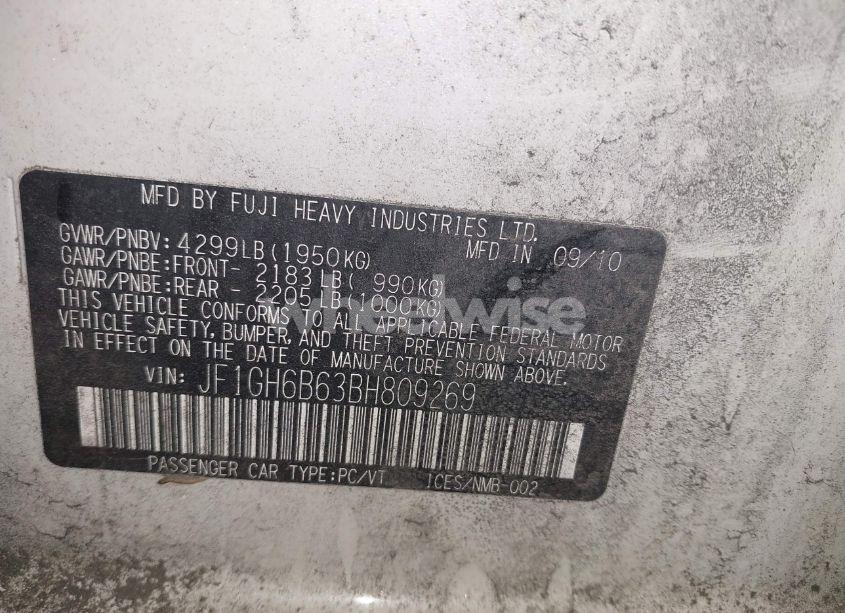 MFD BY FUJI HEAVY INDUSTRIES LTD.
GVWR/PNBV: 4299LB(1950KG) MFD IN 09/10
GAWR/PNBE:FRONT- 2183LB( 990KG)
GAWR/PNBE:REAR - 2205LB(1000KG)
THIS VEHICLE CONFORMS TO ALL APPLICABLE FEDERAL MOTOR
VEHICLE SAFETY, BUMPER, AND THEFT PREVENTION STANDARDS
IN EFFECT ON THE DATE OF MANUFACTURE SHOWN ABOVE.
VIN: JF1GH6B63BH809269
PASSENGER CAR TYPE:PC/VT ICES/NMB-002
wheelwise